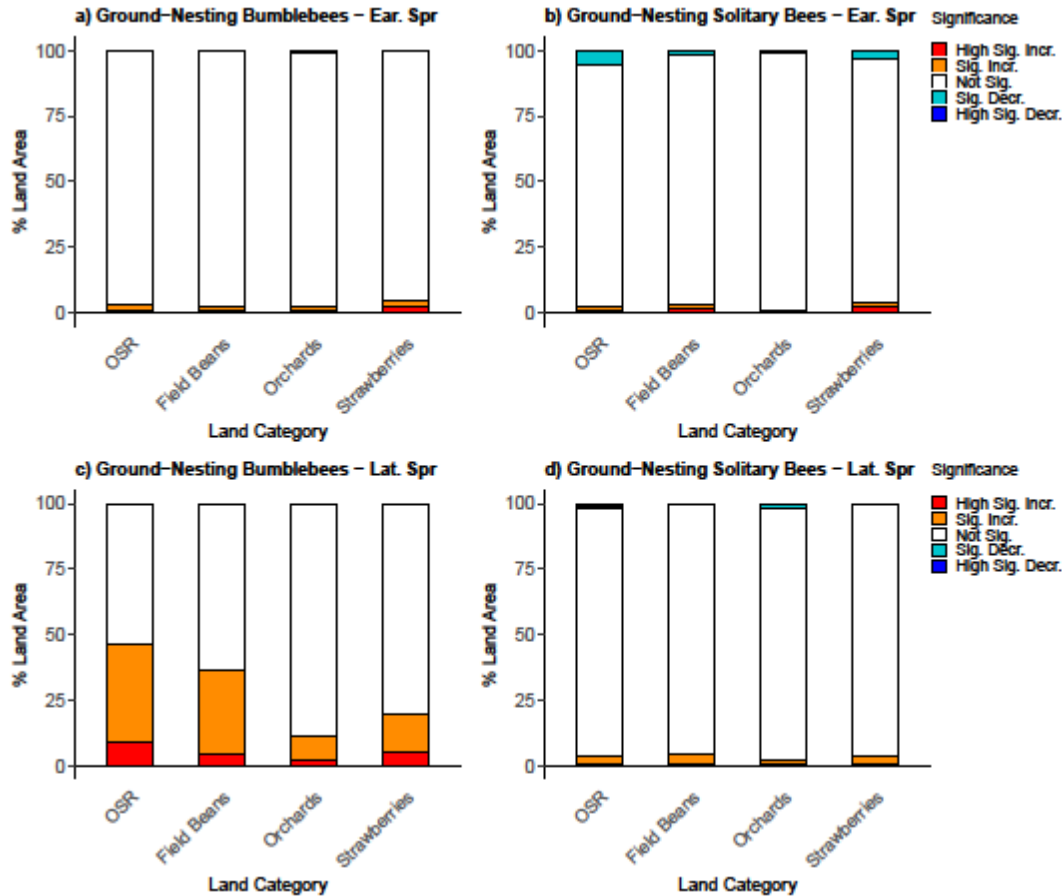 a) Ground-Nesting Bumblebees - Ear. Spr
100
75
50
25
0
% Land Area
OSR
Field Beans
Orchards
Strawberries
Land Category
b) Ground-Nesting Solitary Bees - Ear. Spr
100
75
50
25
0
% Land Area
OSR
Field Beans
Orchards
Strawberries
Land Category
Significance
High Sig. Incr.
Sig. Incr.
Not Sig.
Sig. Decr.
High Sig. Decr.
c) Ground-Nesting Bumblebees - Lat. Spr
100
75
50
25
0
% Land Area
OSR
Field Beans
Orchards
Strawberries
Land Category
d) Ground-Nesting Solitary Bees - Lat. Spr
100
75
50
25
0
% Land Area
OSR
Field Beans
Orchards
Strawberries
Land Category
Significance
High Sig. Incr.
Sig. Incr.
Not Sig.
Sig. Decr.
High Sig. Decr.